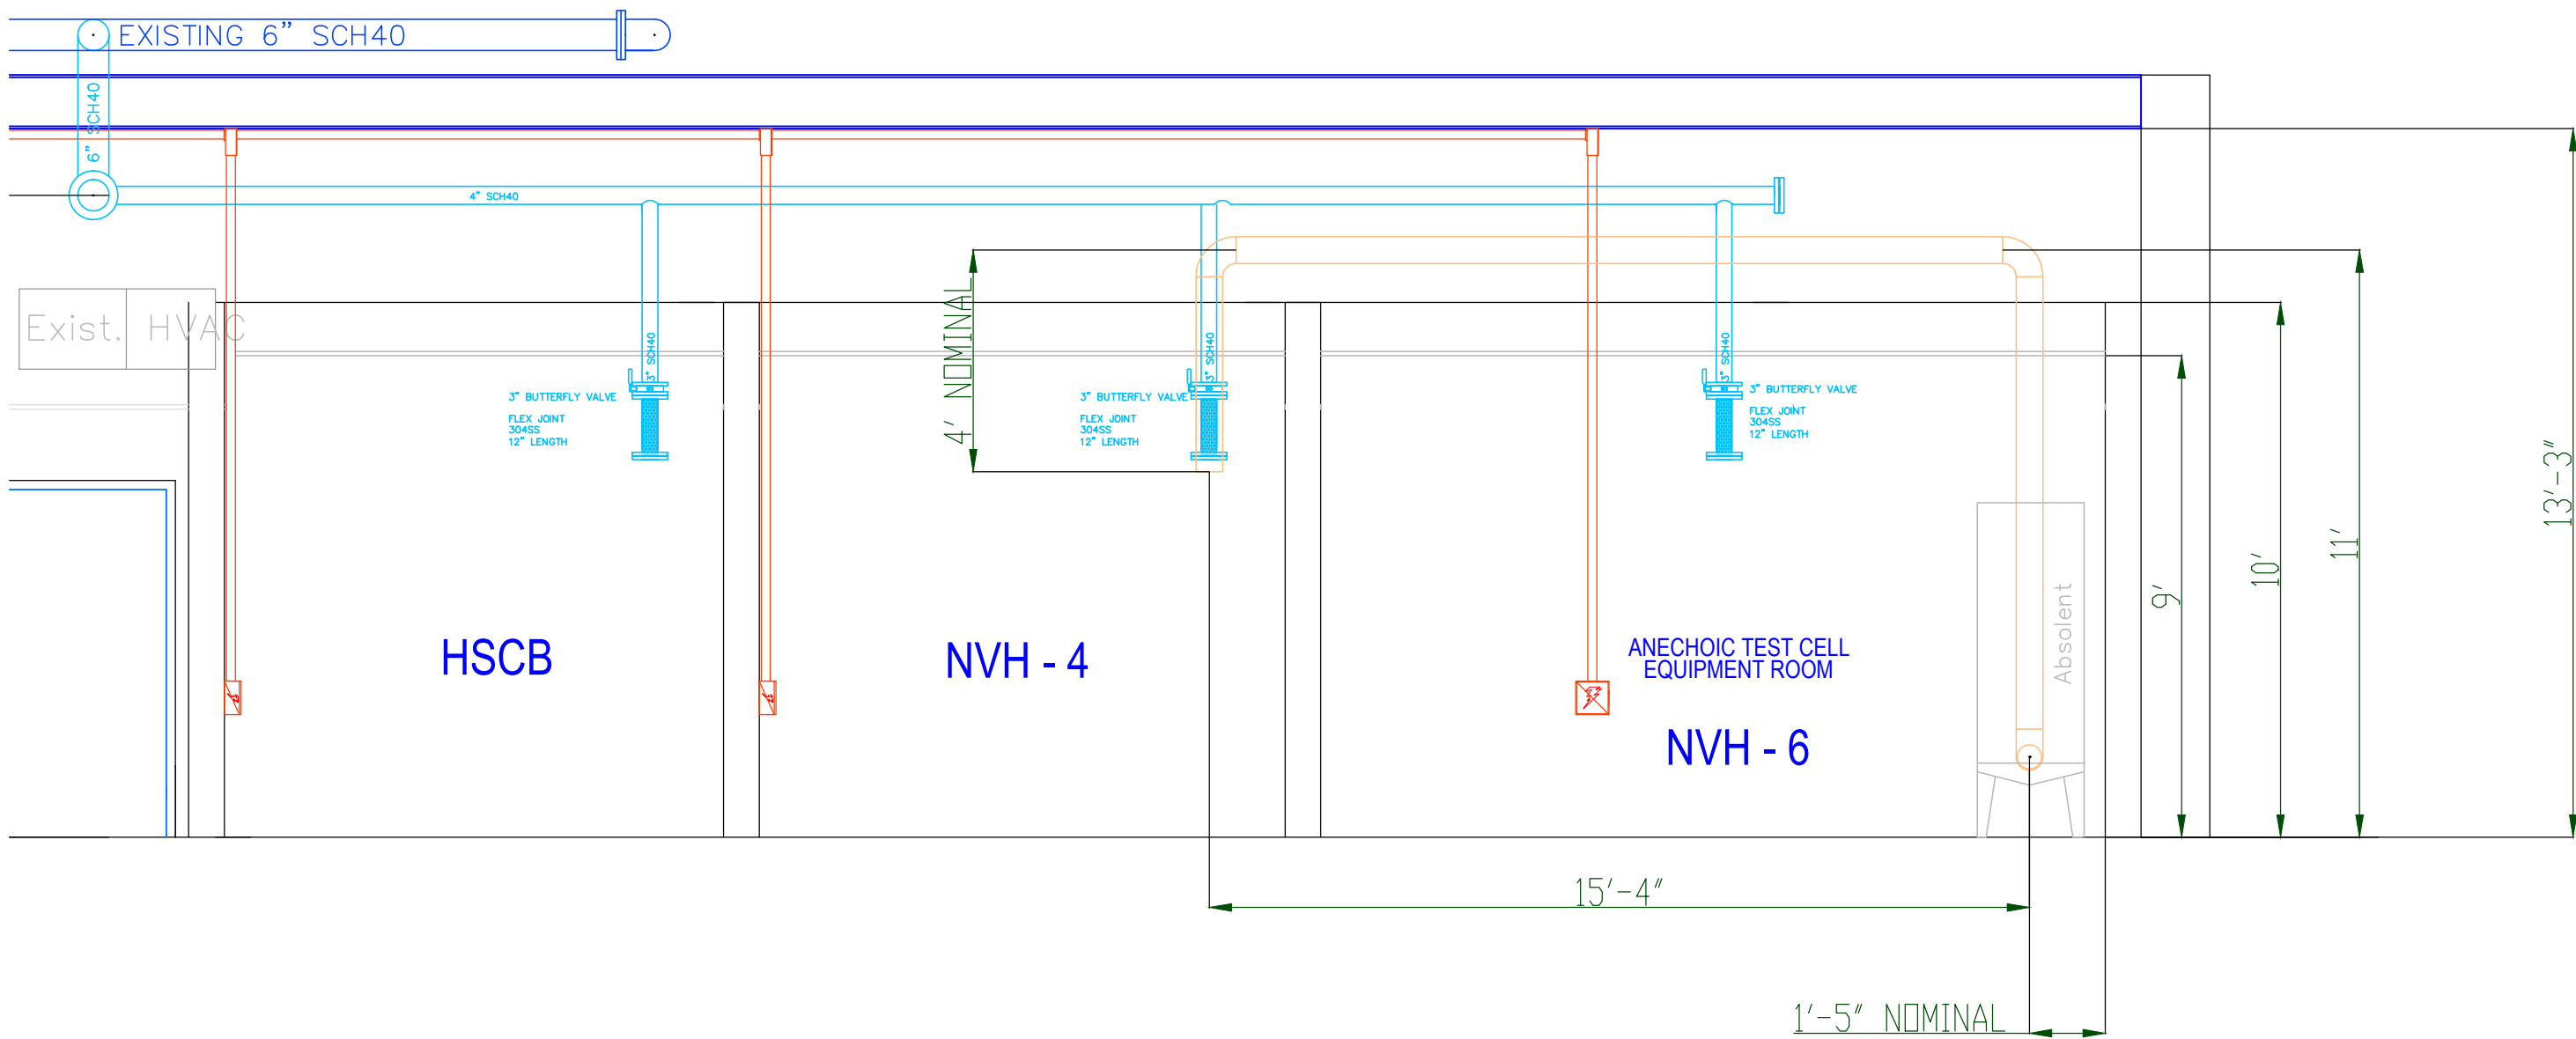 EXISTING 6" SCH40
6" SCH40
4" SCH40
Exist. HVAC
4' NOMINAL
3" SCH40
3" SCH40
3" SCH40
3" BUTTERFLY VALVE
FLEX JOINT
304SS
12" LENGTH
3" BUTTERFLY VALVE
FLEX JOINT
304SS
12" LENGTH
3" BUTTERFLY VALVE
FLEX JOINT
304SS
12" LENGTH
HSCB
NVH - 4
ANECHOIC TEST CELL
EQUIPMENT ROOM
NVH - 6
Absolent
9'
10'
11'
13'-3"
15'-4"
1'-5" NOMINAL